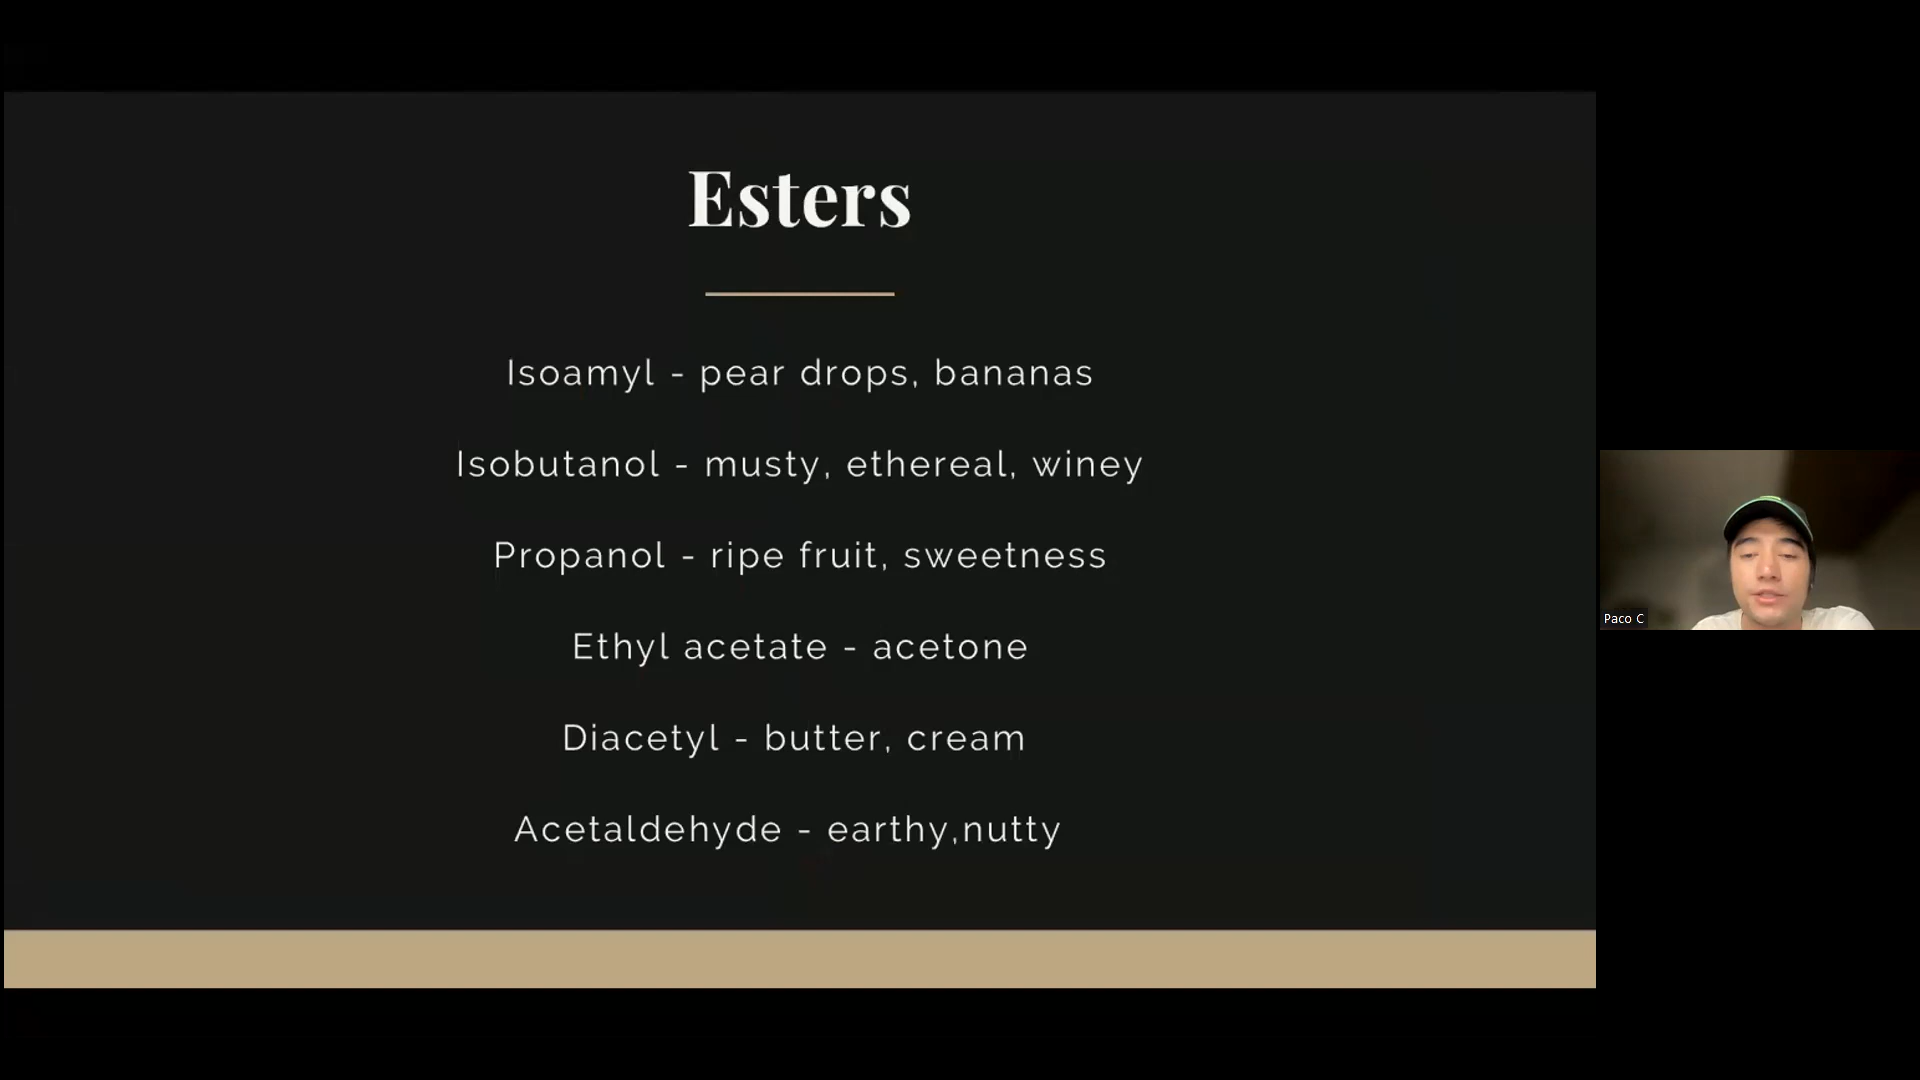 Esters
Isoamyl - pear drops, bananas
Isobutanol - musty, ethereal, winey
Propanol - ripe fruit, sweetness
Ethyl acetate - acetone
Diacetyl - butter, cream
Acetaldehyde - earthy,nutty
Paco C